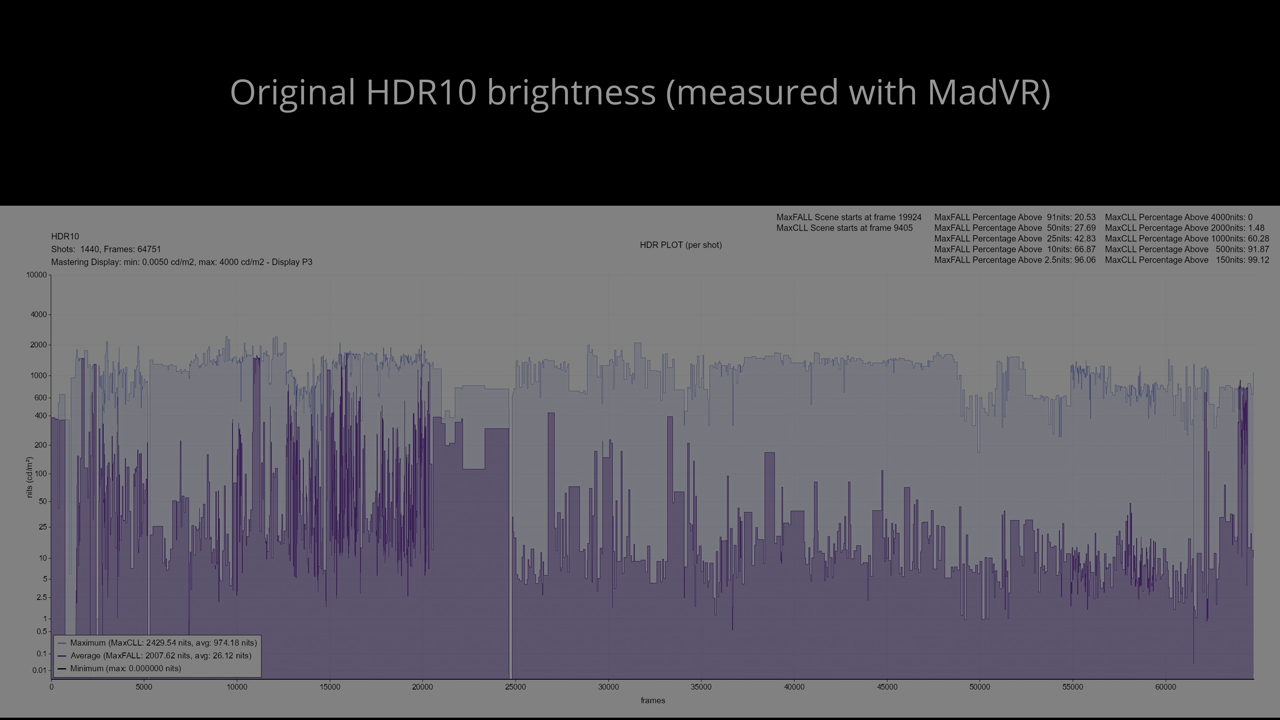 Original HDR10 brightness (measured with MadVR)
MaxFALL Scene starts at frame 19924
MaxCLL Scene starts at frame 9405
MaxFALL Percentage Above 91nits: 20.53
MaxFALL Percentage Above 50nits: 27.69
MaxFALL Percentage Above 25nits: 42.83
MaxFALL Percentage Above 10nits: 66.87
MaxFALL Percentage Above 2.5nits: 96.06
MaxCLL Percentage Above 4000nits: 0
MaxCLL Percentage Above 2000nits: 1.48
MaxCLL Percentage Above 1000nits: 60.28
MaxCLL Percentage Above 500nits: 91.87
MaxCLL Percentage Above 150nits: 99.12
HDR10
Shots: 1440, Frames: 64751
Mastering Display: min: 0.0050 cd/m2, max: 4000 cd/m2 - Display P3
HDR PLOT (per shot)
10000
4000
2000
1000
600
400
200
100
50
25
10
5
2.5
1
0.5
0.1
0.01
nits (cd/m²)
Maximum (MaxCLL: 2429.54 nits, avg: 974.18 nits)
Average (MaxFALL: 2007.62 nits, avg: 26.12 nits)
Minimum (max: 0.000000 nits)
0 5000 10000 15000 20000 25000 30000 35000 40000 45000 50000 55000 60000
frames